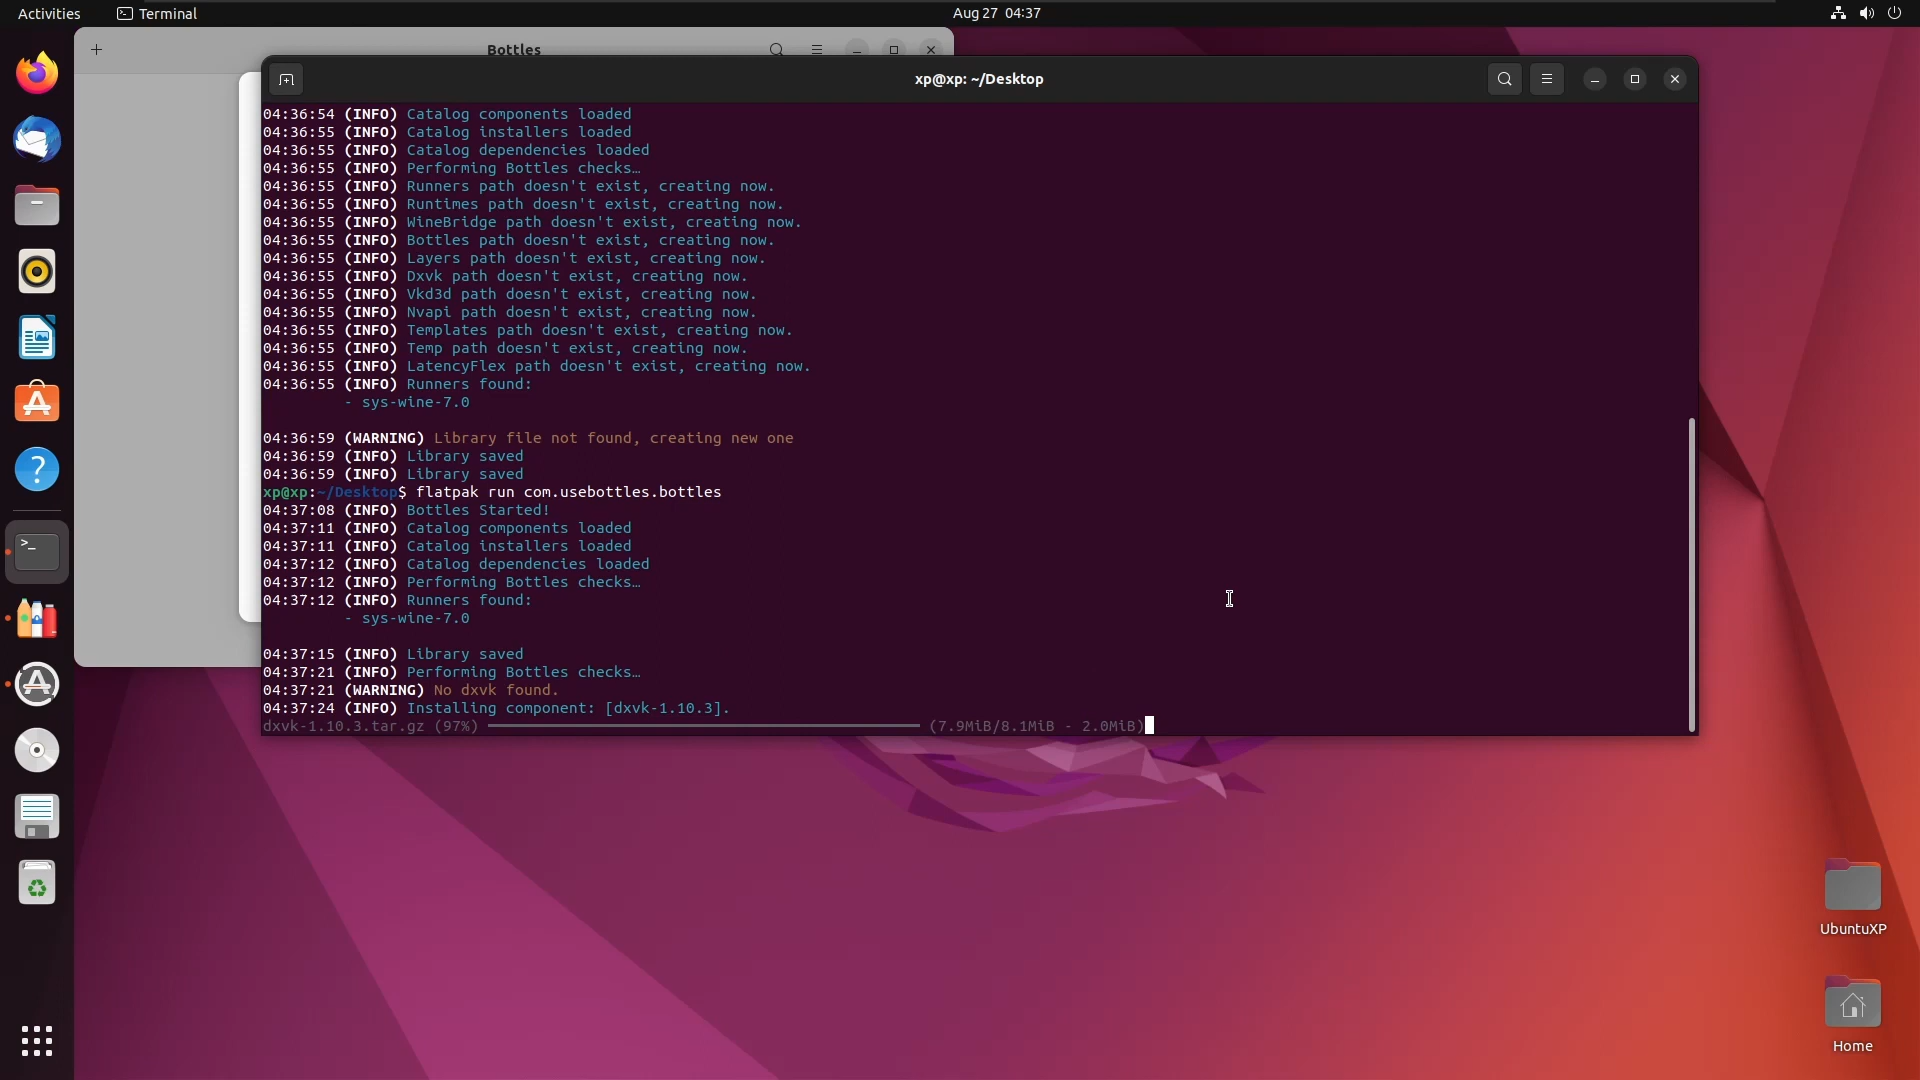 Activities
Terminal
Aug 27 04:37
Bottles
xp@xp: ~/Desktop
04:36:54 (INFO) Catalog components loaded
04:36:55 (INFO) Catalog installers loaded
04:36:55 (INFO) Catalog dependencies loaded
04:36:55 (INFO) Performing Bottles checks…
04:36:55 (INFO) Runners path doesn't exist, creating now.
04:36:55 (INFO) Runtimes path doesn't exist, creating now.
04:36:55 (INFO) WineBridge path doesn't exist, creating now.
04:36:55 (INFO) Bottles path doesn't exist, creating now.
04:36:55 (INFO) Layers path doesn't exist, creating now.
04:36:55 (INFO) Dxvk path doesn't exist, creating now.
04:36:55 (INFO) Vkd3d path doesn't exist, creating now.
04:36:55 (INFO) Nvapi path doesn't exist, creating now.
04:36:55 (INFO) Templates path doesn't exist, creating now.
04:36:55 (INFO) Temp path doesn't exist, creating now.
04:36:55 (INFO) LatencyFlex path doesn't exist, creating now.
04:36:55 (INFO) Runners found:
- sys-wine-7.0
04:36:59 (WARNING) Library file not found, creating new one
04:36:59 (INFO) Library saved
04:36:59 (INFO) Library saved
xp@xp:~/Desktop$ flatpak run com.usebottles.bottles
04:37:08 (INFO) Bottles Started!
04:37:11 (INFO) Catalog components loaded
04:37:11 (INFO) Catalog installers loaded
04:37:12 (INFO) Catalog dependencies loaded
04:37:12 (INFO) Performing Bottles checks…
04:37:12 (INFO) Runners found:
- sys-wine-7.0
04:37:15 (INFO) Library saved
04:37:21 (INFO) Performing Bottles checks…
04:37:21 (WARNING) No dxvk found.
04:37:24 (INFO) Installing component: [dxvk-1.10.3].
dxvk-1.10.3.tar.gz (97%) (7.9MiB/8.1MiB - 2.0MiB)
UbuntuXP
Home